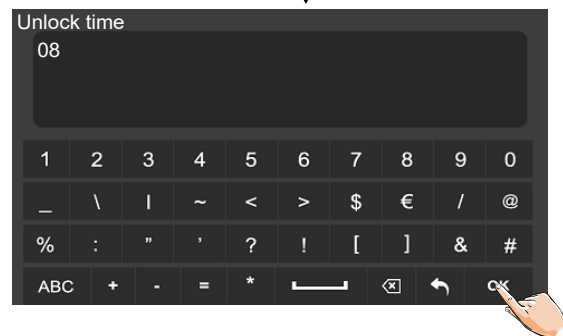 Unlock time
08
1 2 3 4 5 6 7 8 9 0
_ \ | ~ < > $ € / @
% : " ' ? ! [ ] & #
ABC + - = * OK